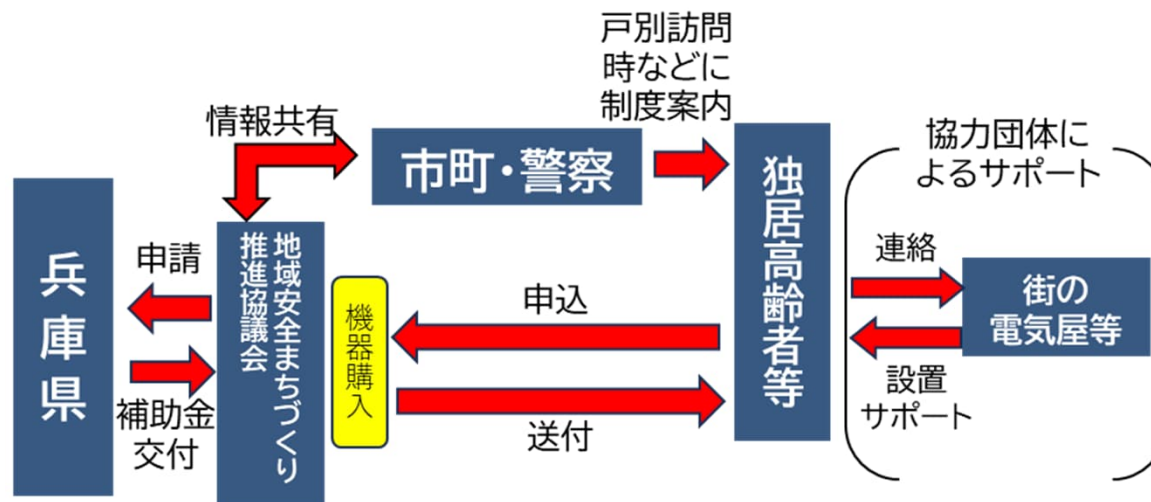 兵庫県
申請
補助金
交付
情報共有
地域安全まちづくり
推進協議会
機器購入
市町・警察
戸別訪問
時などに
制度案内
申込
送付
独居高齢者等
協力団体に
よるサポート
連絡
街の
電気屋等
設置
サポート